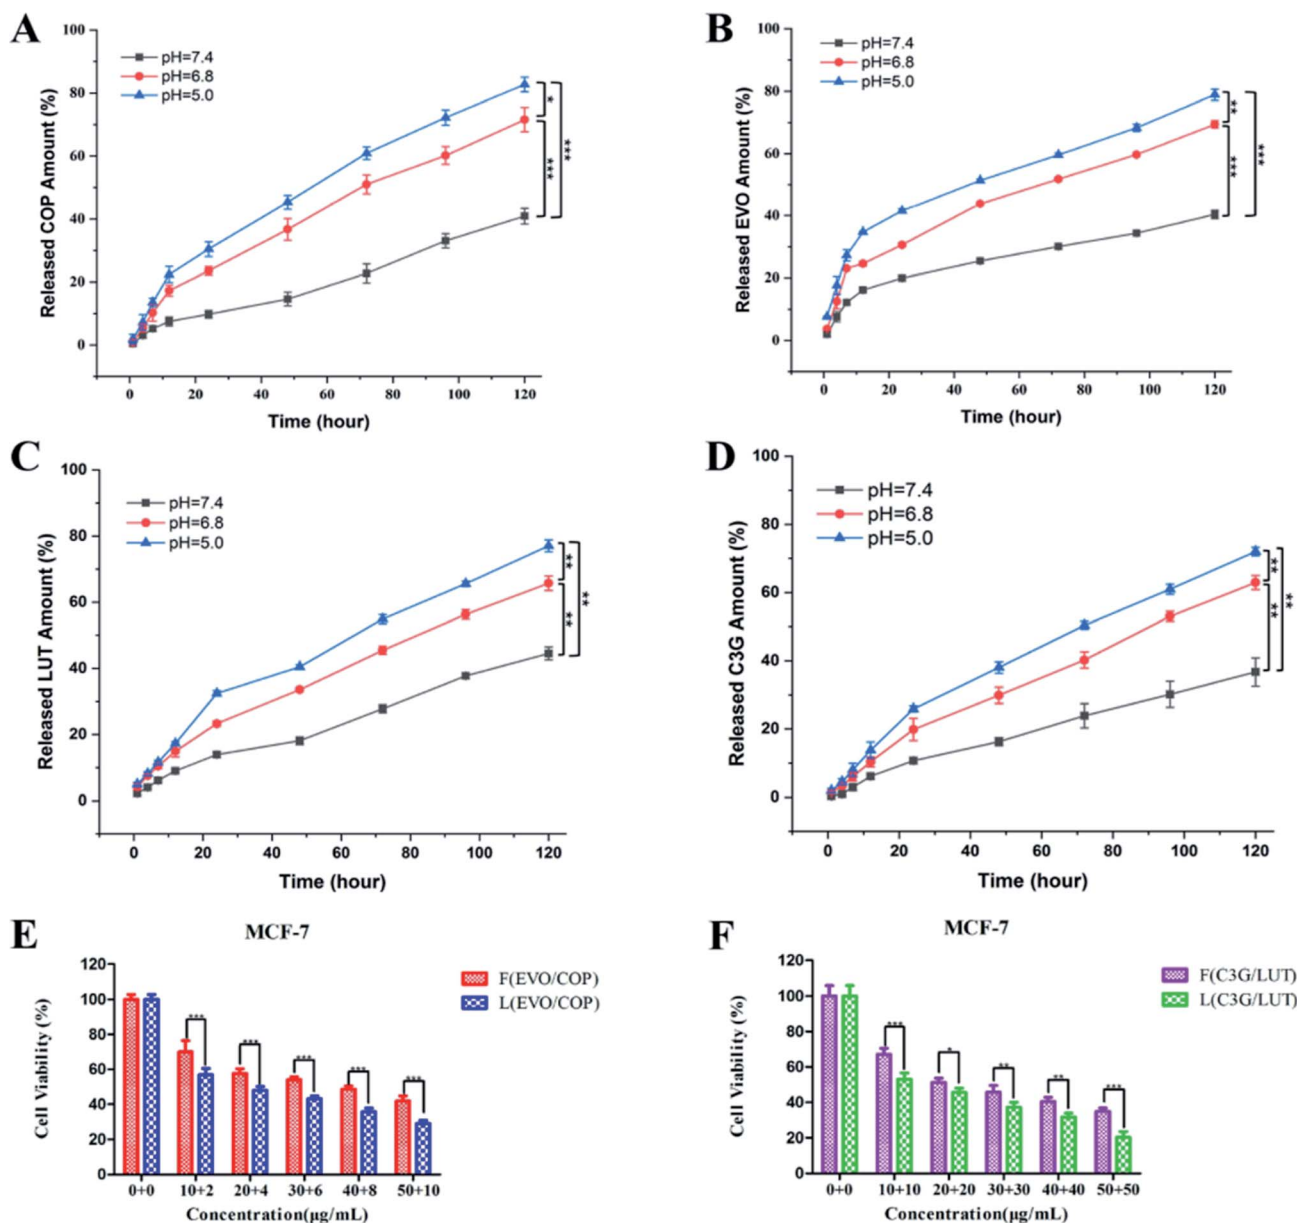 A
100
80
60
40
20
0
pH=7.4
pH=6.8
pH=5.0
*
***
***
Released COP Amount (%)
0 20 40 60 80 100 120
Time (hour)
B
100
80
60
40
20
0
pH=7.4
pH=6.8
pH=5.0
**
***
***
Released EVO Amount (%)
0 20 40 60 80 100 120
Time (hour)
C
100
80
60
40
20
0
pH=7.4
pH=6.8
pH=5.0
**
**
**
Released LUT Amount (%)
0 20 40 60 80 100 120
Time (hour)
D
100
80
60
40
20
0
pH=7.4
pH=6.8
pH=5.0
**
**
**
Released C3G Amount (%)
0 20 40 60 80 100 120
Time (hour)
E
MCF-7
120
100
80
60
40
20
0
F(EVO/COP)
L(EVO/COP)
*** *** *** *** ***
Cell Viability (%)
0+0 10+2 20+4 30+6 40+8 50+10
Concentration(μg/mL)
F
MCF-7
120
100
80
60
40
20
0
F(C3G/LUT)
L(C3G/LUT)
*** * ** ** ***
Cell Viability (%)
0+0 10+10 20+20 30+30 40+40 50+50
Concentration(μg/mL)